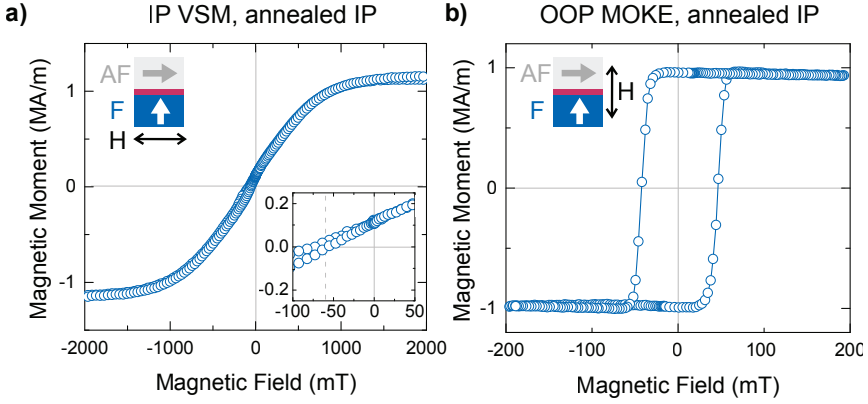 a) IP VSM, annealed IP
Magnetic Moment (MA/m)
1
0
-1
AF
F
H
0.2
0.0
-0.2
-100 -50 0 50
-2000 -1000 0 1000 2000
Magnetic Field (mT)
b) OOP MOKE, annealed IP
Magnetic Moment (MA/m)
1
0
-1
AF
F
H
-200 -100 0 100 200
Magnetic Field (mT)